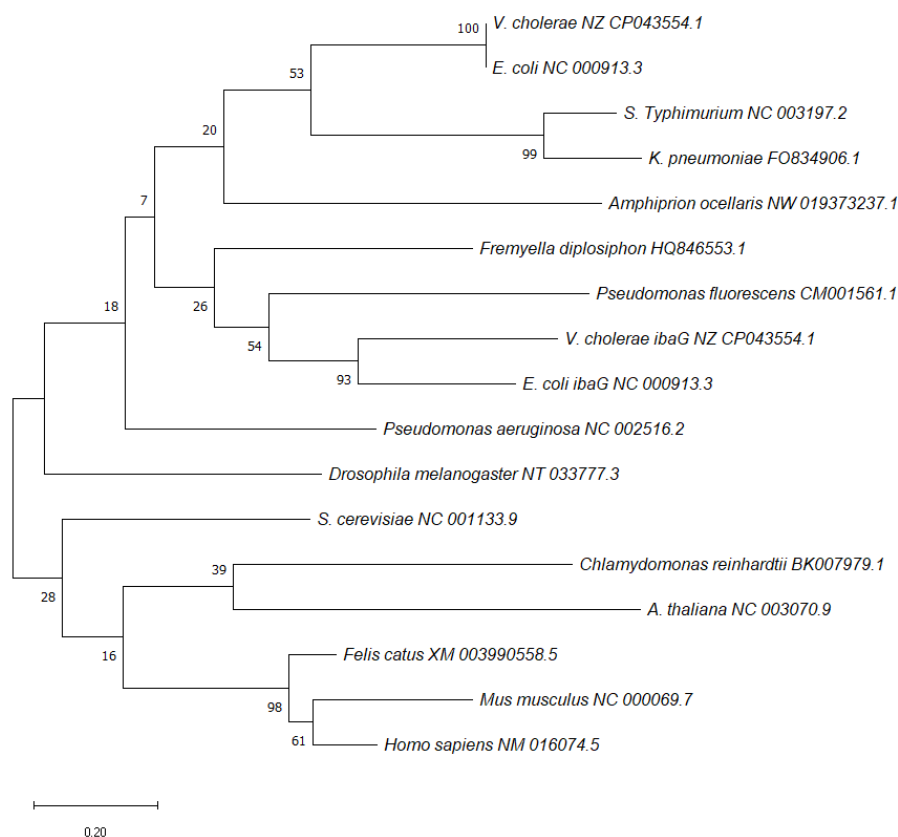 100
V. cholerae NZ CP043554.1
E. coli NC 000913.3
53
S. Typhimurium NC 003197.2
20
99
K. pneumoniae FO834906.1
7
Amphiprion ocellaris NW 019373237.1
Fremyella diplosiphon HQ846553.1
18
26
Pseudomonas fluorescens CM001561.1
54
V. cholerae ibaG NZ CP043554.1
93
E. coli ibaG NC 000913.3
Pseudomonas aeruginosa NC 002516.2
Drosophila melanogaster NT 033777.3
S. cerevisiae NC 001133.9
39
Chlamydomonas reinhardtii BK007979.1
28
A. thaliana NC 003070.9
16
Felis catus XM 003990558.5
98
Mus musculus NC 000069.7
61
Homo sapiens NM 016074.5
0.20